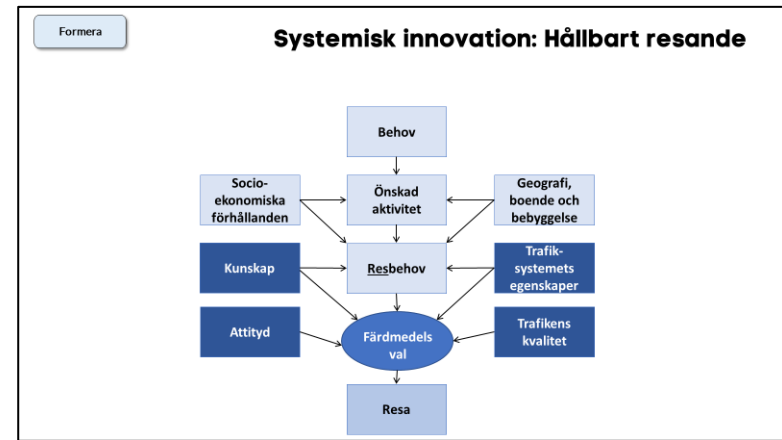 Formera
Systemisk innovation: Hållbart resande
Behov
Socio-
ekonomiska
förhållanden
Önskad
aktivitet
Geografi,
boende och
bebyggelse
Kunskap
Resbehov
Trafik-
systemets
egenskaper
Attityd
Färdmedels
val
Trafikens
kvalitet
Resa